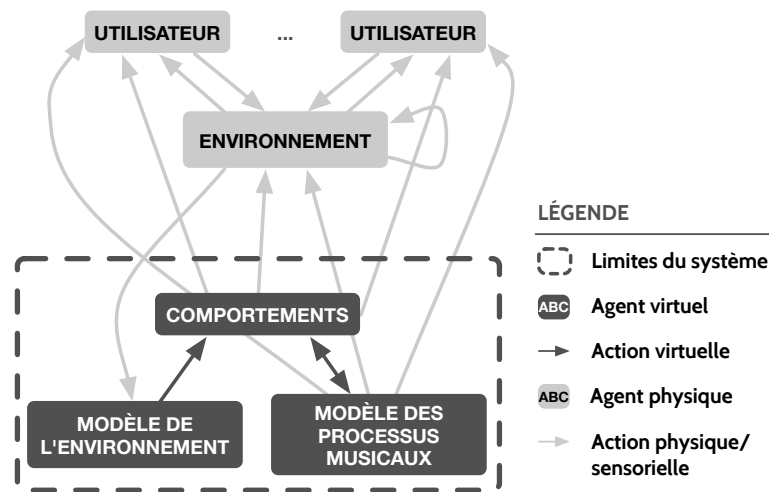 UTILISATEUR ... UTILISATEUR
ENVIRONNEMENT
COMPORTEMENTS
MODÈLE DE
L'ENVIRONNEMENT
MODÈLE DES
PROCESSUS
MUSICAUX
LÉGENDE
Limites du système
ABC Agent virtuel
Action virtuelle
ABC Agent physique
Action physique/
sensorielle